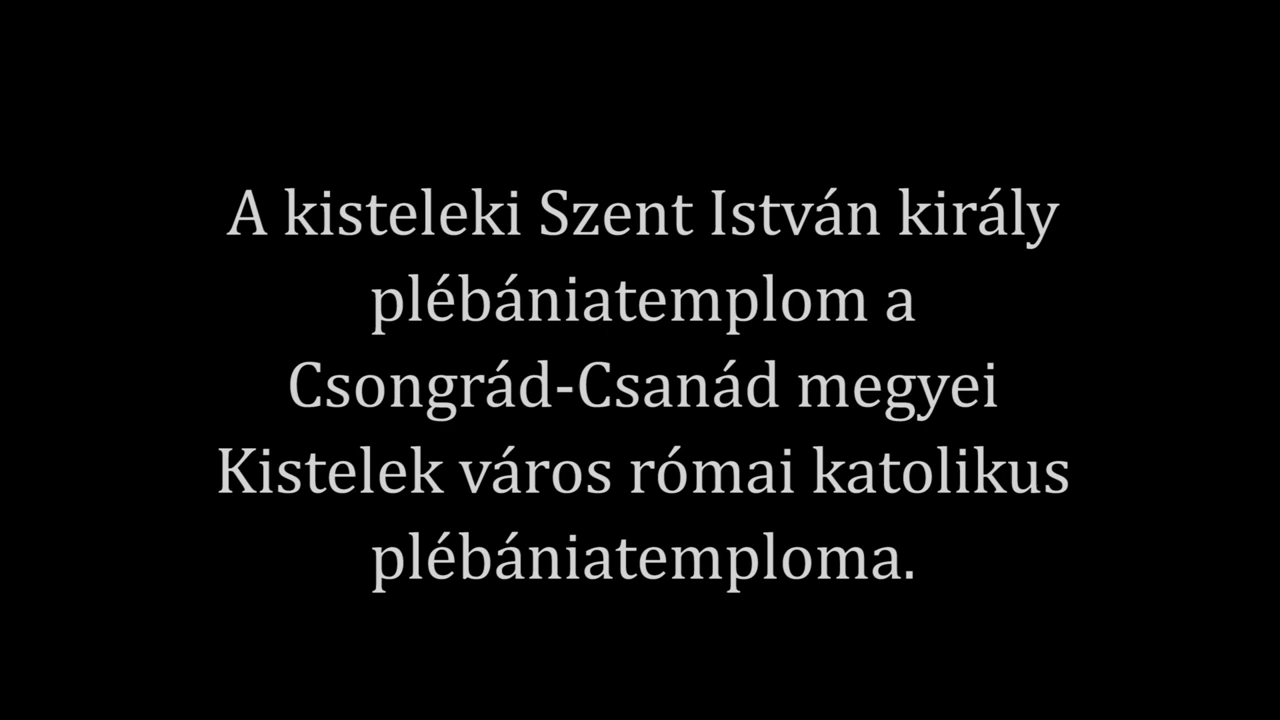 A kisteleki Szent István király
plébániatemplom a
Csongrád-Csanád megyei
Kistelek város római katolikus
plébániatemploma.